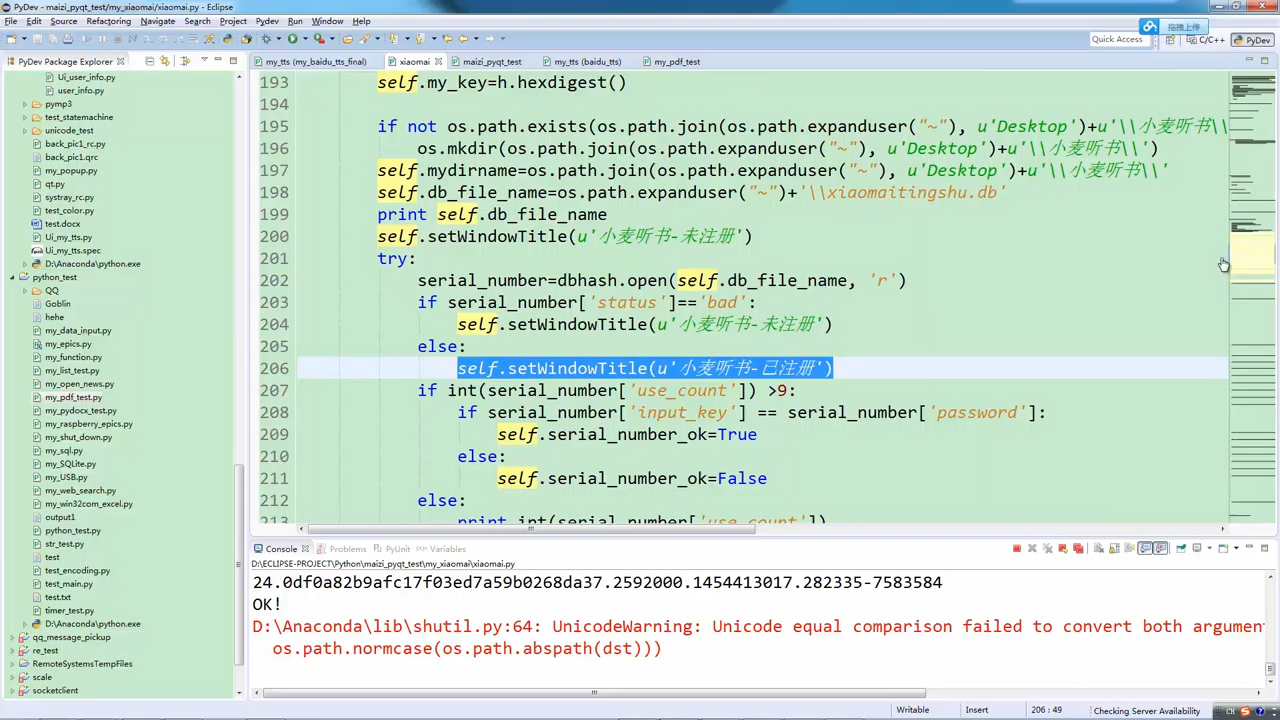 PyDev - maizi_pyqt_test/my_xiaomai/xiaomai.py - Eclipse
File Edit Source Refactoring Navigate Search Project Pydev Run Window Help
拖拽上传
Quick Access C/C++ PyDev
PyDev Package Explorer
my_tts (my_baidu_tts_final) xiaomai maizi_pyqt_test my_tts (baidu_tts) my_pdf_test
Ui_user_info.py
user_info.py
pymp3
test_statemachine
unicode_test
back_pic1_rc.py
back_pic1.qrc
my_popup.py
qt.py
systray_rc.py
test_color.py
test.docx
Ui_my_tts.py
Ui_my_tts.spec
D:\Anaconda\python.exe
python_test
QQ
Goblin
hehe
my_data_input.py
my_epics.py
my_function.py
my_list_test.py
my_open_news.py
my_pdf_test.py
my_pydocx_test.py
my_raspberry_epics.py
my_shut_down.py
my_sql.py
my_SQLite.py
my_USB.py
my_web_search.py
my_win32com_excel.py
output1
python_test.py
str_test.py
test
test_encoding.py
test_main.py
test.txt
timer_test.py
D:\Anaconda\python.exe
qq_message_pickup
re_test
RemoteSystemsTempFiles
scale
socketclient
193 self.my_key=h.hexdigest()
194
195 if not os.path.exists(os.path.join(os.path.expanduser("~"), u'Desktop')+u'\\小麦听书\\
196 os.mkdir(os.path.join(os.path.expanduser("~"), u'Desktop')+u'\\小麦听书\\')
197 self.mydirname=os.path.join(os.path.expanduser("~"), u'Desktop')+u'\\小麦听书\\'
198 self.db_file_name=os.path.expanduser("~")+'\\xiaomaitingshu.db'
199 print self.db_file_name
200 self.setWindowTitle(u'小麦听书-未注册')
201 try:
202 serial_number=dbhash.open(self.db_file_name, 'r')
203 if serial_number['status']=='bad':
204 self.setWindowTitle(u'小麦听书-未注册')
205 else:
206 self.setWindowTitle(u'小麦听书-已注册')
207 if int(serial_number['use_count']) >9:
208 if serial_number['input_key'] == serial_number['password']:
209 self.serial_number_ok=True
210 else:
211 self.serial_number_ok=False
212 else:
213 print int(serial_number['use_count'])
Console Problems PyUnit Variables
D:\ECLIPSE-PROJECT\Python\maizi_pyqt_test\my_xiaomai\xiaomai.py
24.0df0a82b9afc17f03ed7a59b0268da37.2592000.1454413017.282335-7583584
OK!
D:\Anaconda\lib\shutil.py:64: UnicodeWarning: Unicode equal comparison failed to convert both argumen
os.path.normcase(os.path.abspath(dst)))
Writable Insert 206 : 49 Checking Server Availability